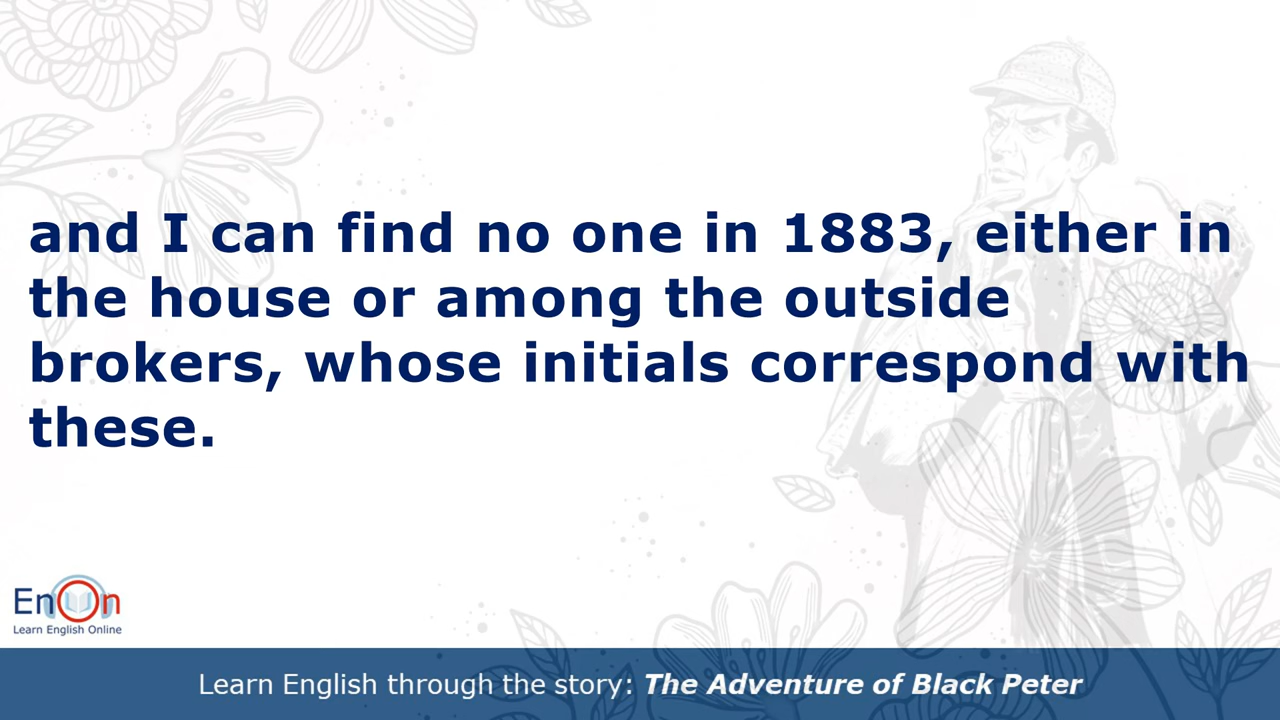 and I can find no one in 1883, either in
the house or among the outside
brokers, whose initials correspond with
these.
EnOn
Learn English Online
Learn English through the story: The Adventure of Black Peter